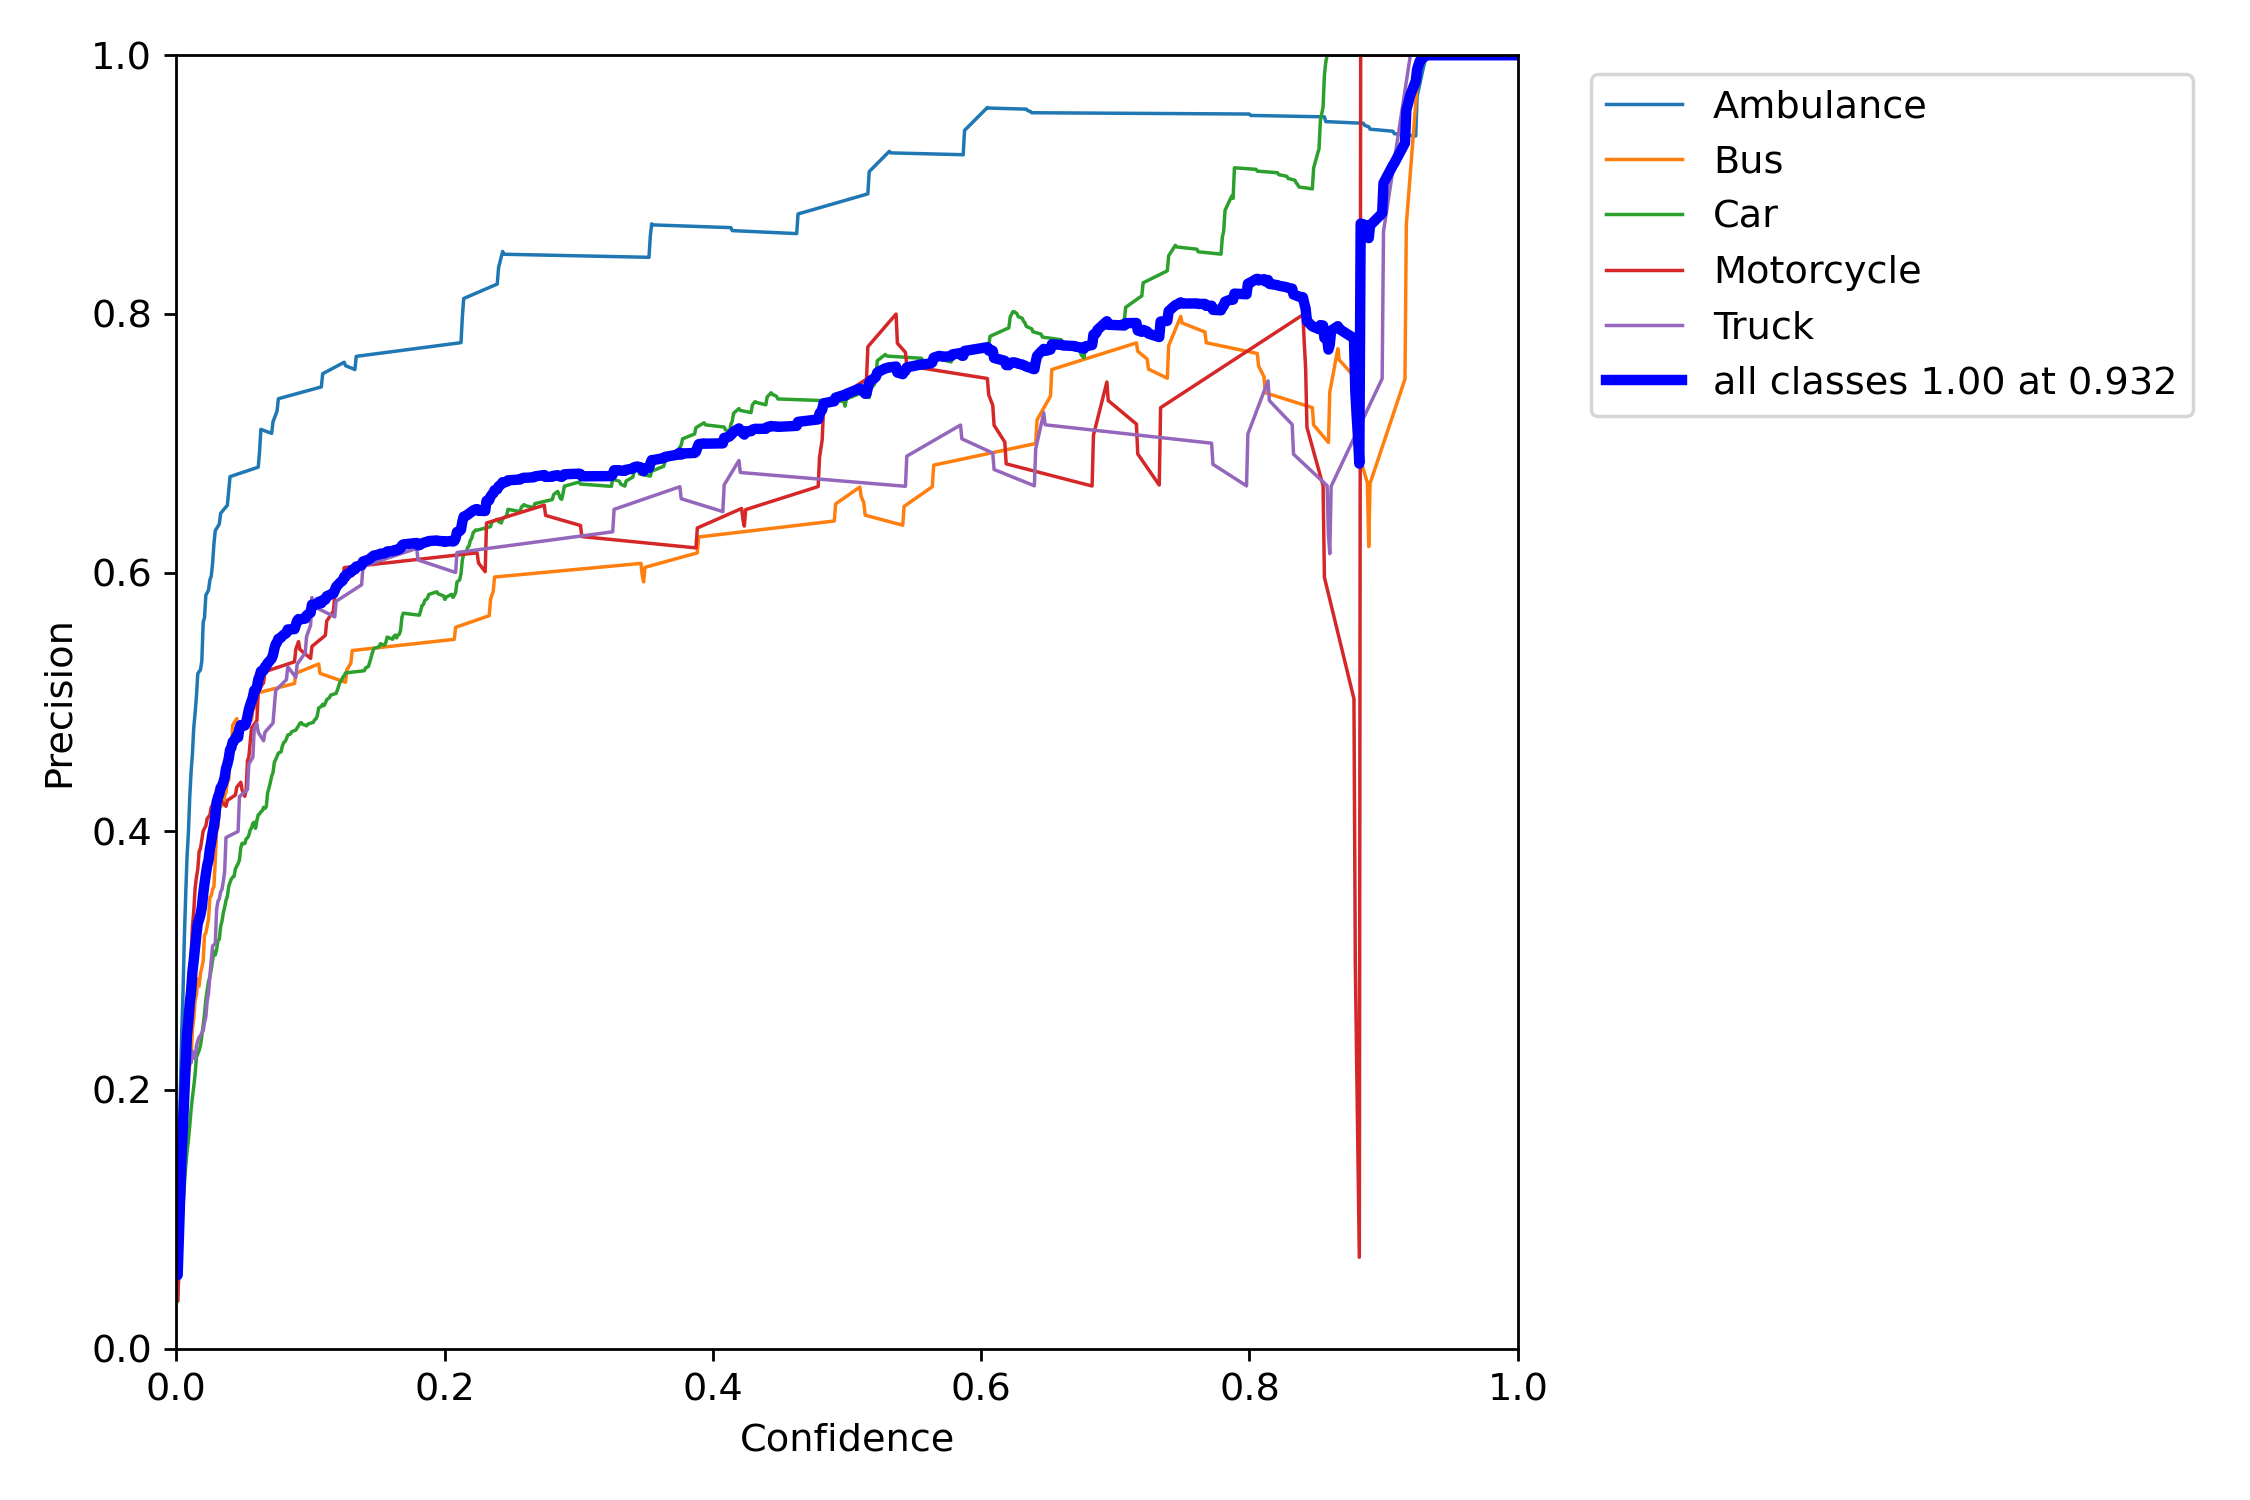 1.0
0.8
0.6
0.4
0.2
0.0
Precision
0.0 0.2 0.4 0.6 0.8 1.0
Confidence
Ambulance
Bus
Car
Motorcycle
Truck
all classes 1.00 at 0.932